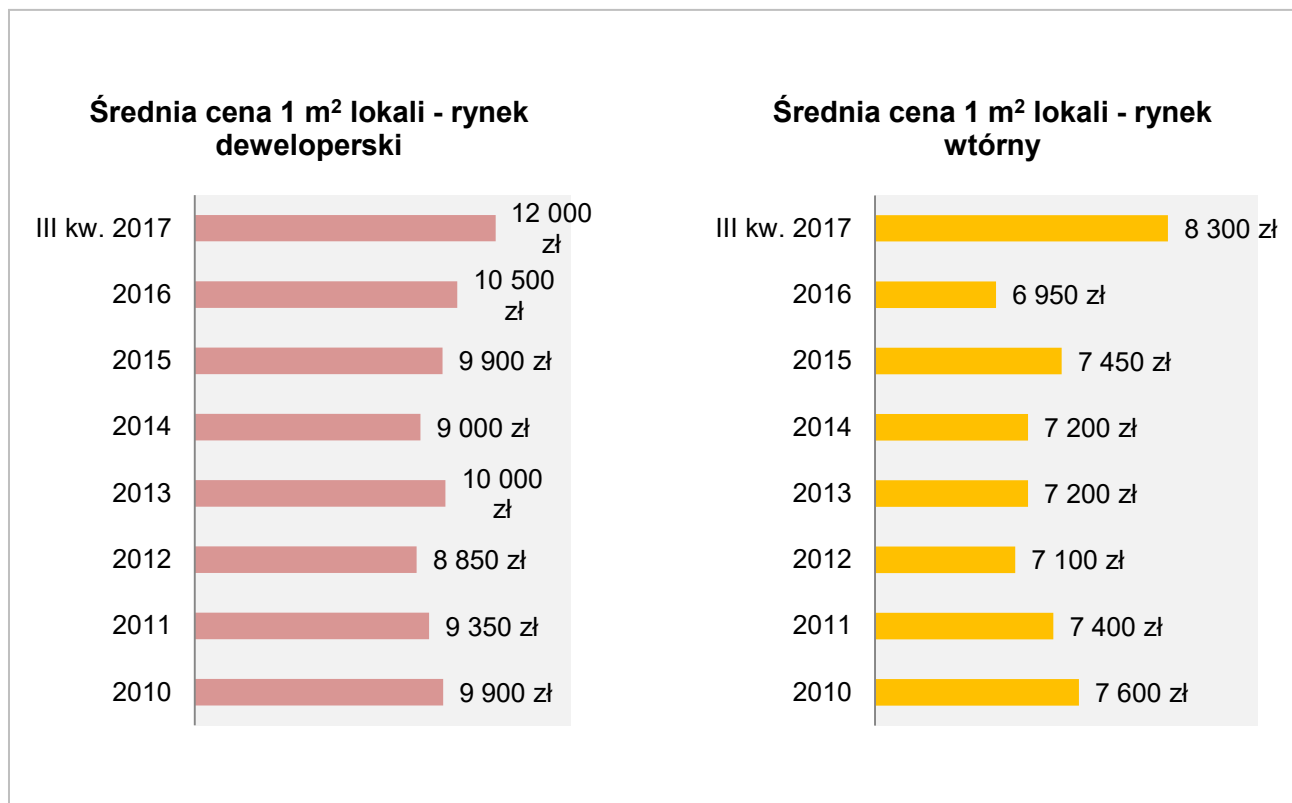 Średnia cena 1 m² lokali - rynek
deweloperski
III kw. 2017
12 000
zł
2016
10 500
zł
2015
9 900 zł
2014
9 000 zł
2013
10 000
zł
2012
8 850 zł
2011
9 350 zł
2010
9 900 zł
Średnia cena 1 m² lokali - rynek
wtórny
III kw. 2017
8 300 zł
2016
6 950 zł
2015
7 450 zł
2014
7 200 zł
2013
7 200 zł
2012
7 100 zł
2011
7 400 zł
2010
7 600 zł